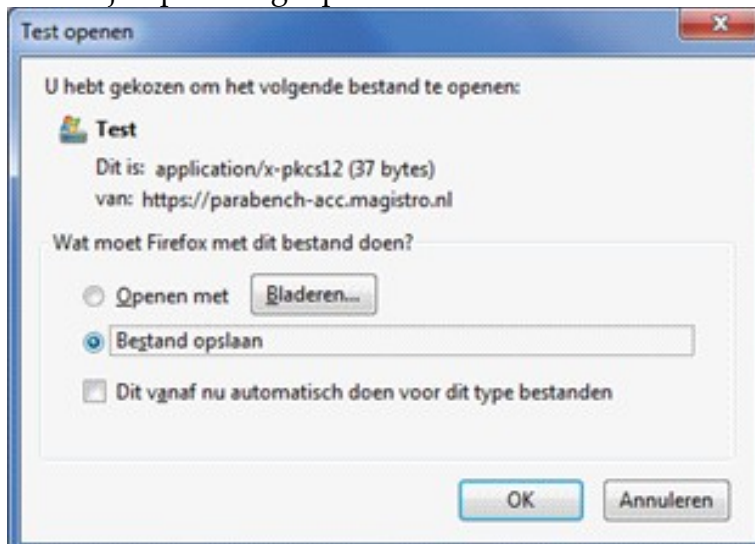 Test openen
U hebt gekozen om het volgende bestand te openen:
Test
Dit is: application/x-pkcs12 (37 bytes)
van: https://parabench-acc.magistro.nl
Wat moet Firefox met dit bestand doen?
Openen met Bladeren...
Bestand opslaan
Dit vanaf nu automatisch doen voor dit type bestanden
OK Annuleren